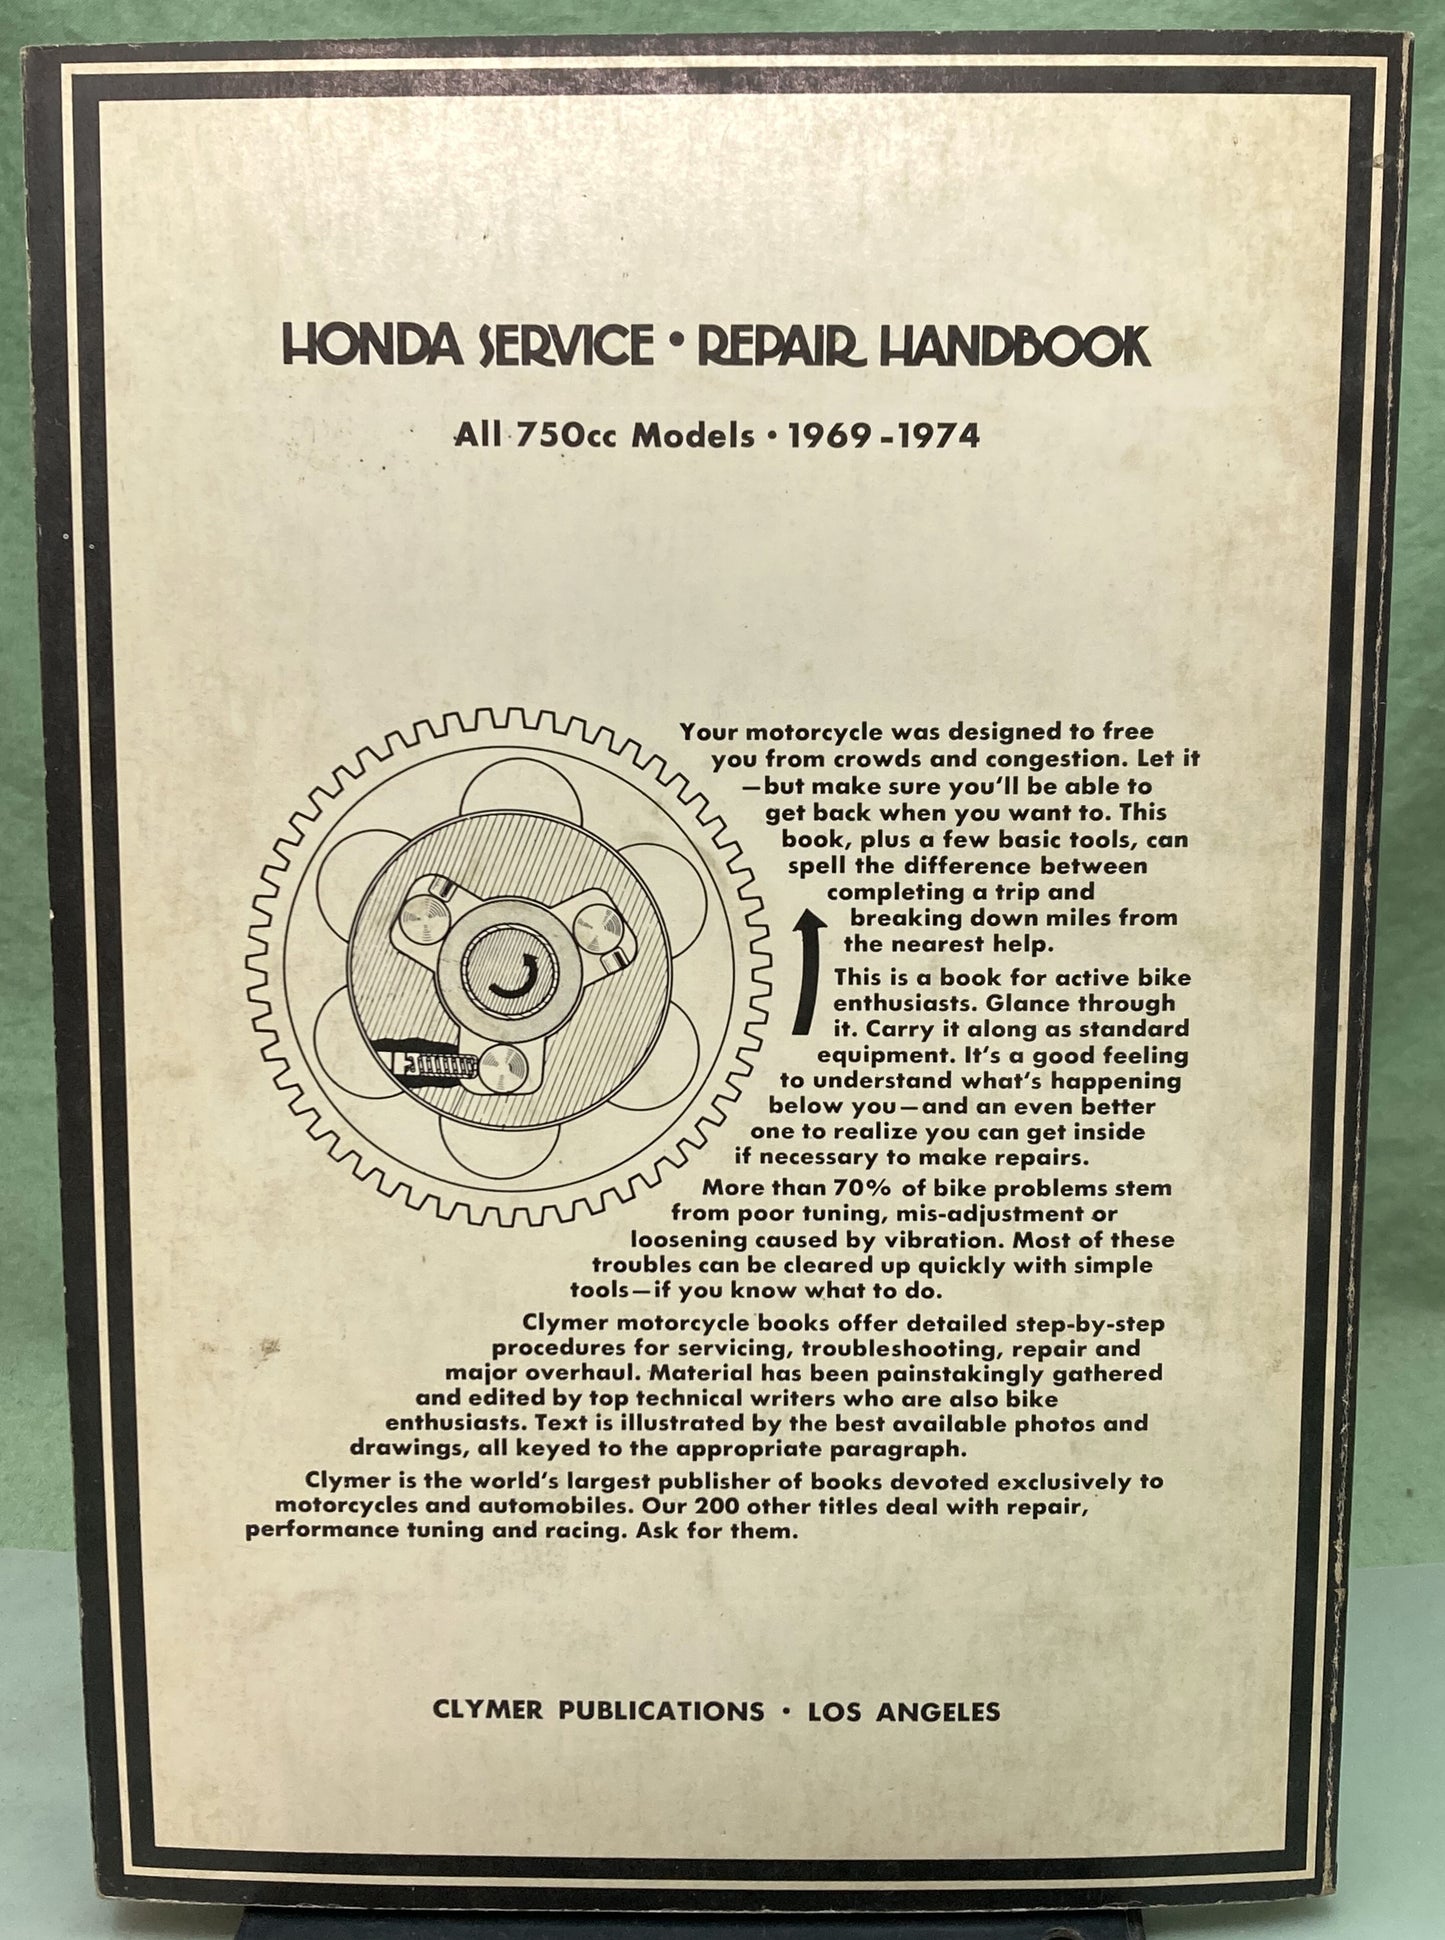 HONDA SERVICE • REPAIR HANDBOOK
All 750cc Models • 1969-1974
Your motorcycle was designed to free
you from crowds and congestion. Let it
—but make sure you'll be able to
get back when you want to. This
book, plus a few basic tools, can
spell the difference between
completing a trip and
breaking down miles from
the nearest help.
This is a book for active bike
enthusiasts. Glance through
it. Carry it along as standard
equipment. It's a good feeling
to understand what's happening
below you—and an even better
one to realize you can get inside
if necessary to make repairs.
More than 70% of bike problems stem
from poor tuning, mis-adjustment or
loosening caused by vibration. Most of these
troubles can be cleared up quickly with simple
tools—if you know what to do.
Clymer motorcycle books offer detailed step-by-step
procedures for servicing, troubleshooting, repair and
major overhaul. Material has been painstakingly gathered
and edited by top technical writers who are also bike
enthusiasts. Text is illustrated by the best available photos and
drawings, all keyed to the appropriate paragraph.
Clymer is the world's largest publisher of books devoted exclusively to
motorcycles and automobiles. Our 200 other titles deal with repair,
performance tuning and racing. Ask for them.
CLYMER PUBLICATIONS • LOS ANGELES